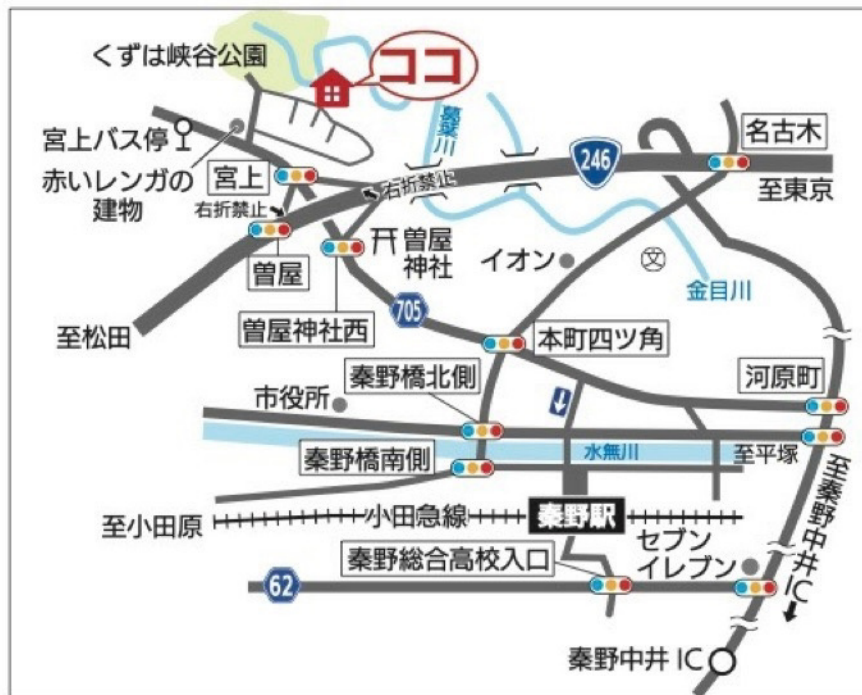 くずは峡谷公園
ココ
葛葉川
宮上バス停
赤いレンガの
建物
宮上
右折禁止
右折禁止
246
名古木
至東京
曽屋
曽屋
神社
イオン
文
金目川
至松田
曽屋神社西
705
本町四ツ角
秦野橋北側
市役所
河原町
秦野橋南側
水無川
至平塚
至秦野中井IC
至小田原
小田急線
秦野駅
セブン
イレブン
秦野総合高校入口
62
秦野中井IC